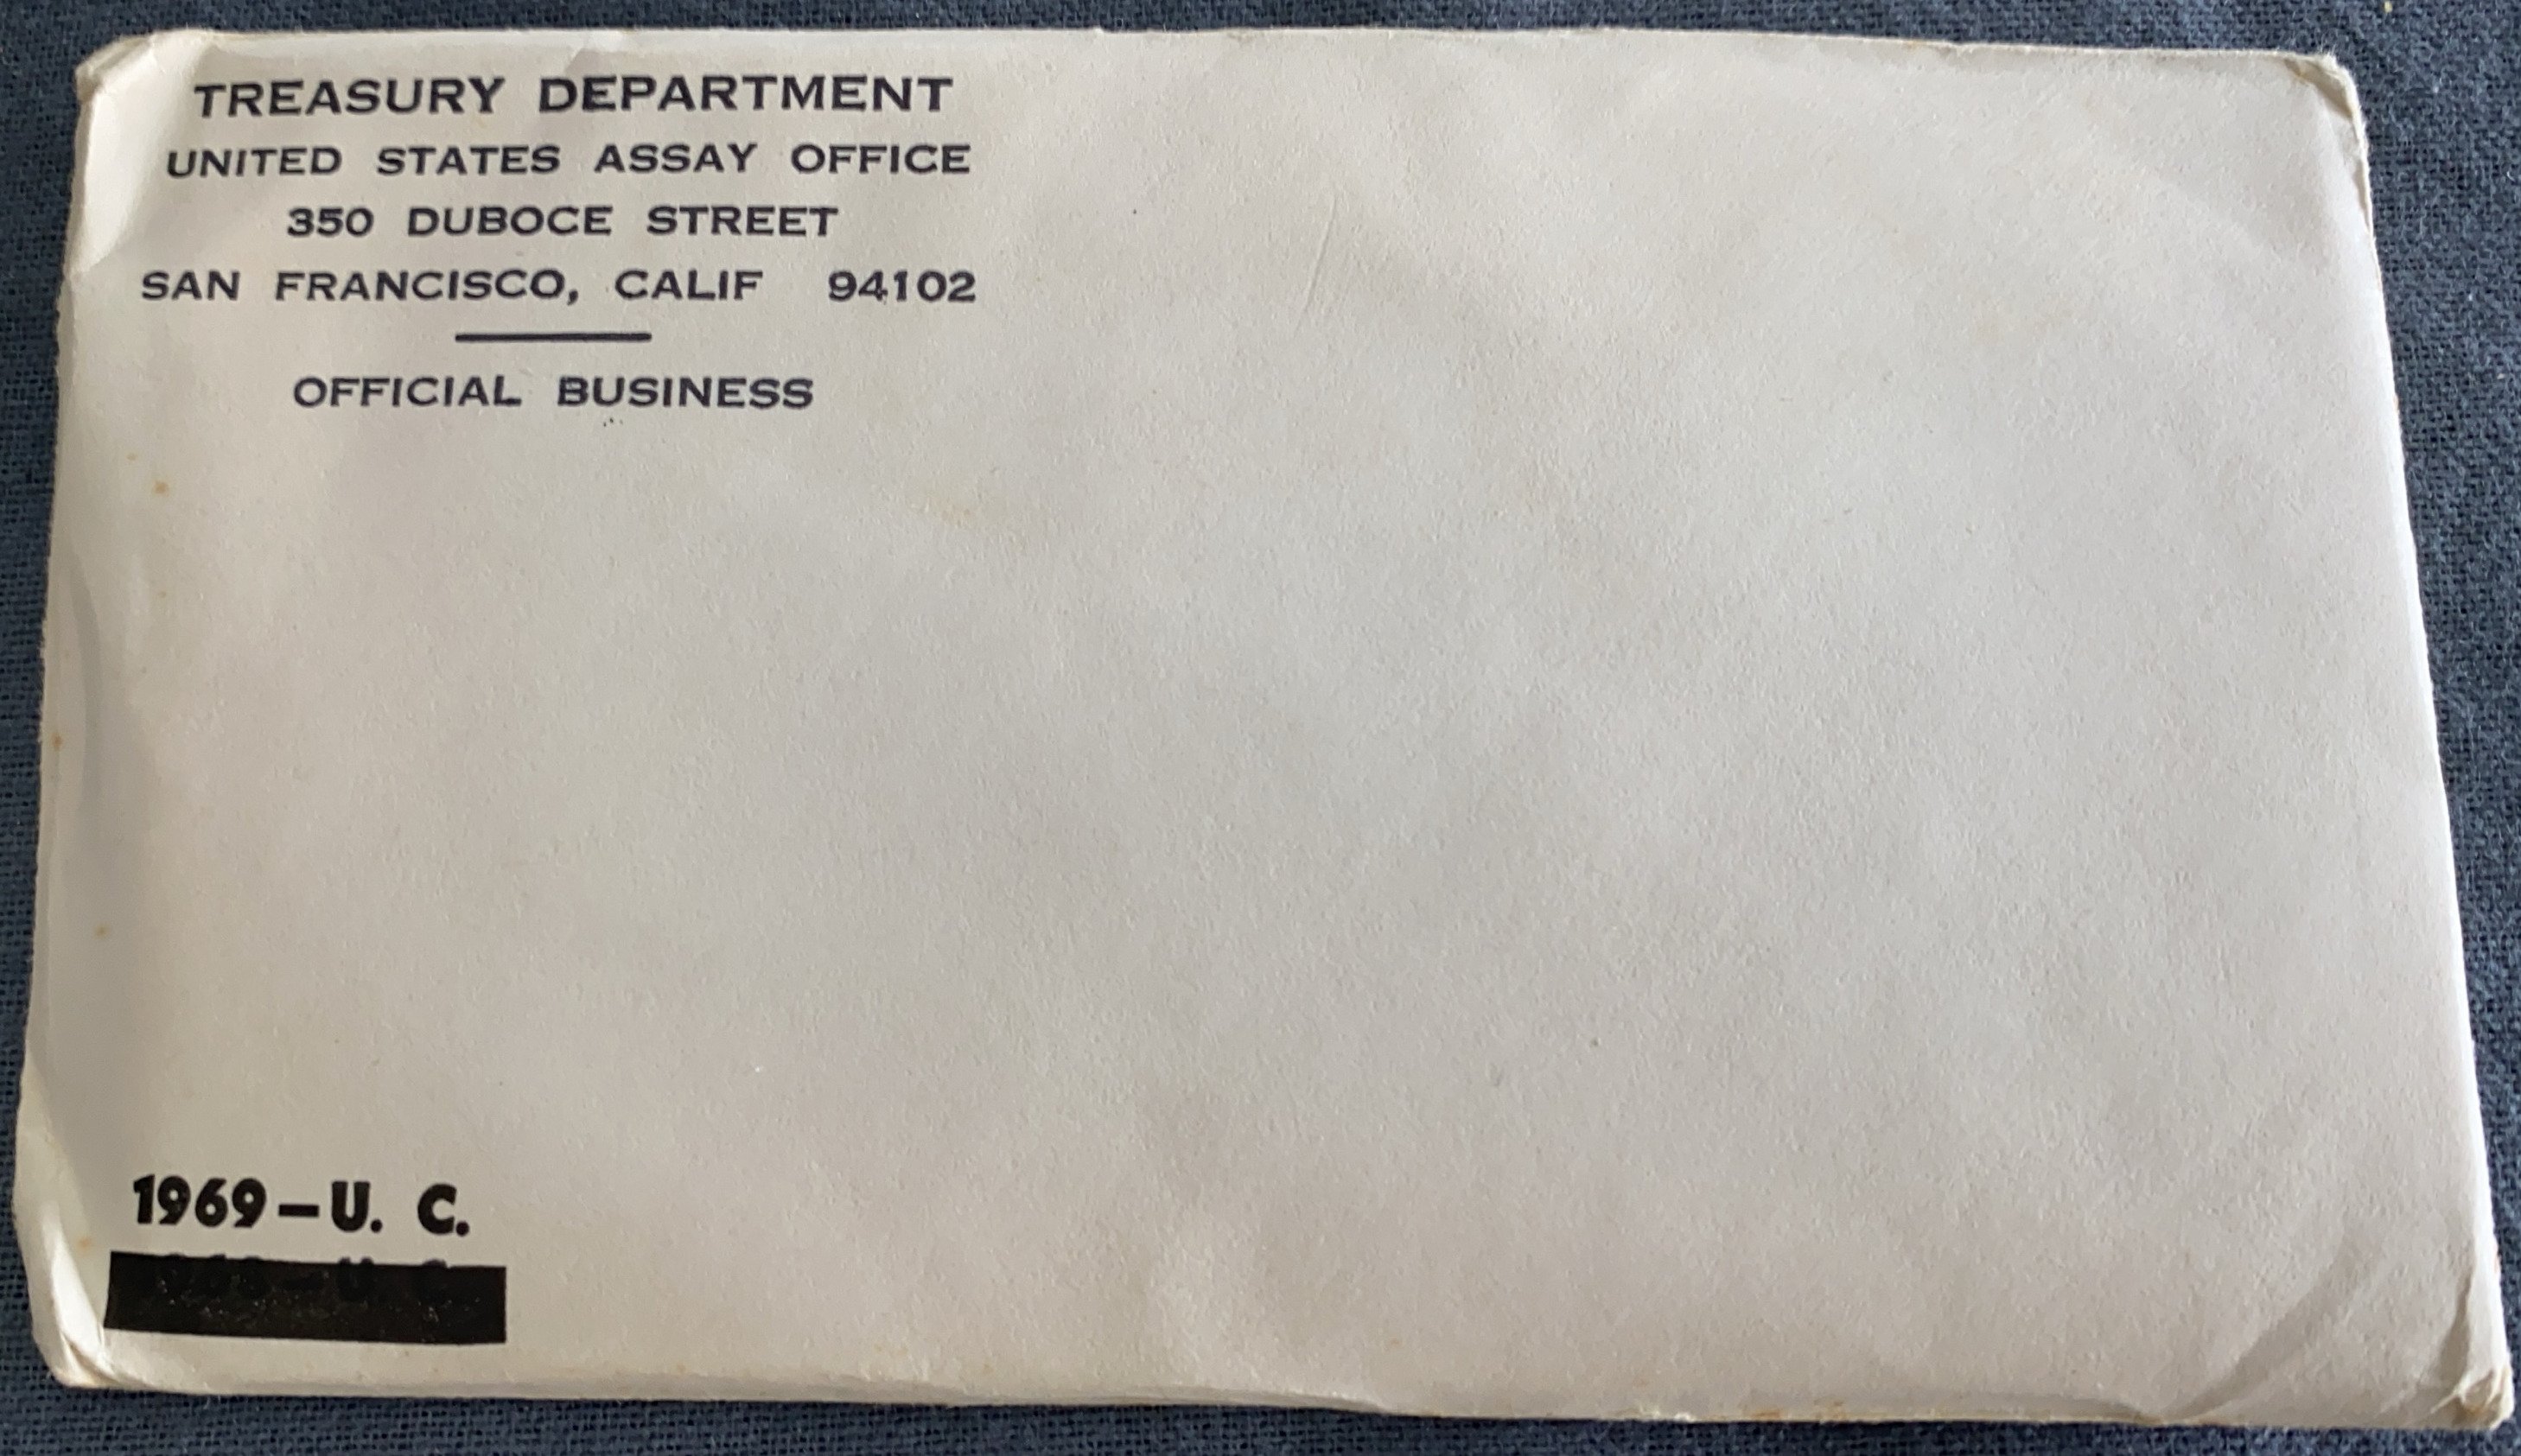 TREASURY DEPARTMENT
UNITED STATES ASSAY OFFICE
350 DUBOCE STREET
SAN FRANCISCO, CALIF 94102
OFFICIAL BUSINESS
1969 – U. C.